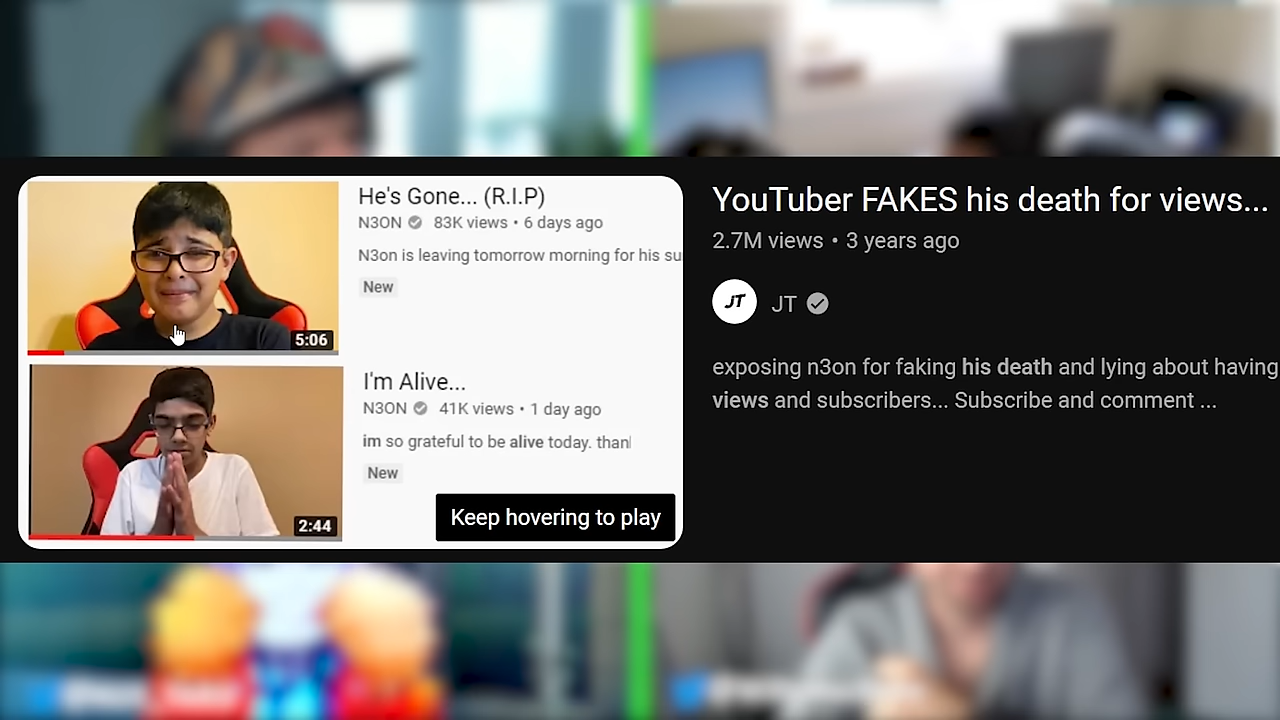 He's Gone... (R.I.P)
N3ON 83K views • 6 days ago
N3on is leaving tomorrow morning for his su
New
5:06
I'm Alive...
N3ON 41K views • 1 day ago
im so grateful to be alive today. than
New
2:44
Keep hovering to play
YouTuber FAKES his death for views...
2.7M views • 3 years ago
JT JT
exposing n3on for faking his death and lying about having
views and subscribers... Subscribe and comment ...